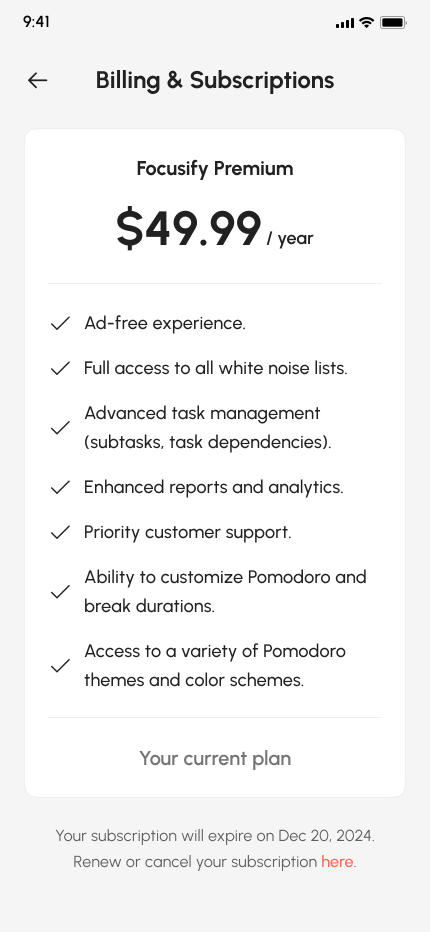 9:41
Billing & Subscriptions
Focusify Premium
$49.99 / year
Ad-free experience.
Full access to all white noise lists.
Advanced task management
(subtasks, task dependencies).
Enhanced reports and analytics.
Priority customer support.
Ability to customize Pomodoro and
break durations.
Access to a variety of Pomodoro
themes and color schemes.
Your current plan
Your subscription will expire on Dec 20, 2024.
Renew or cancel your subscription here.